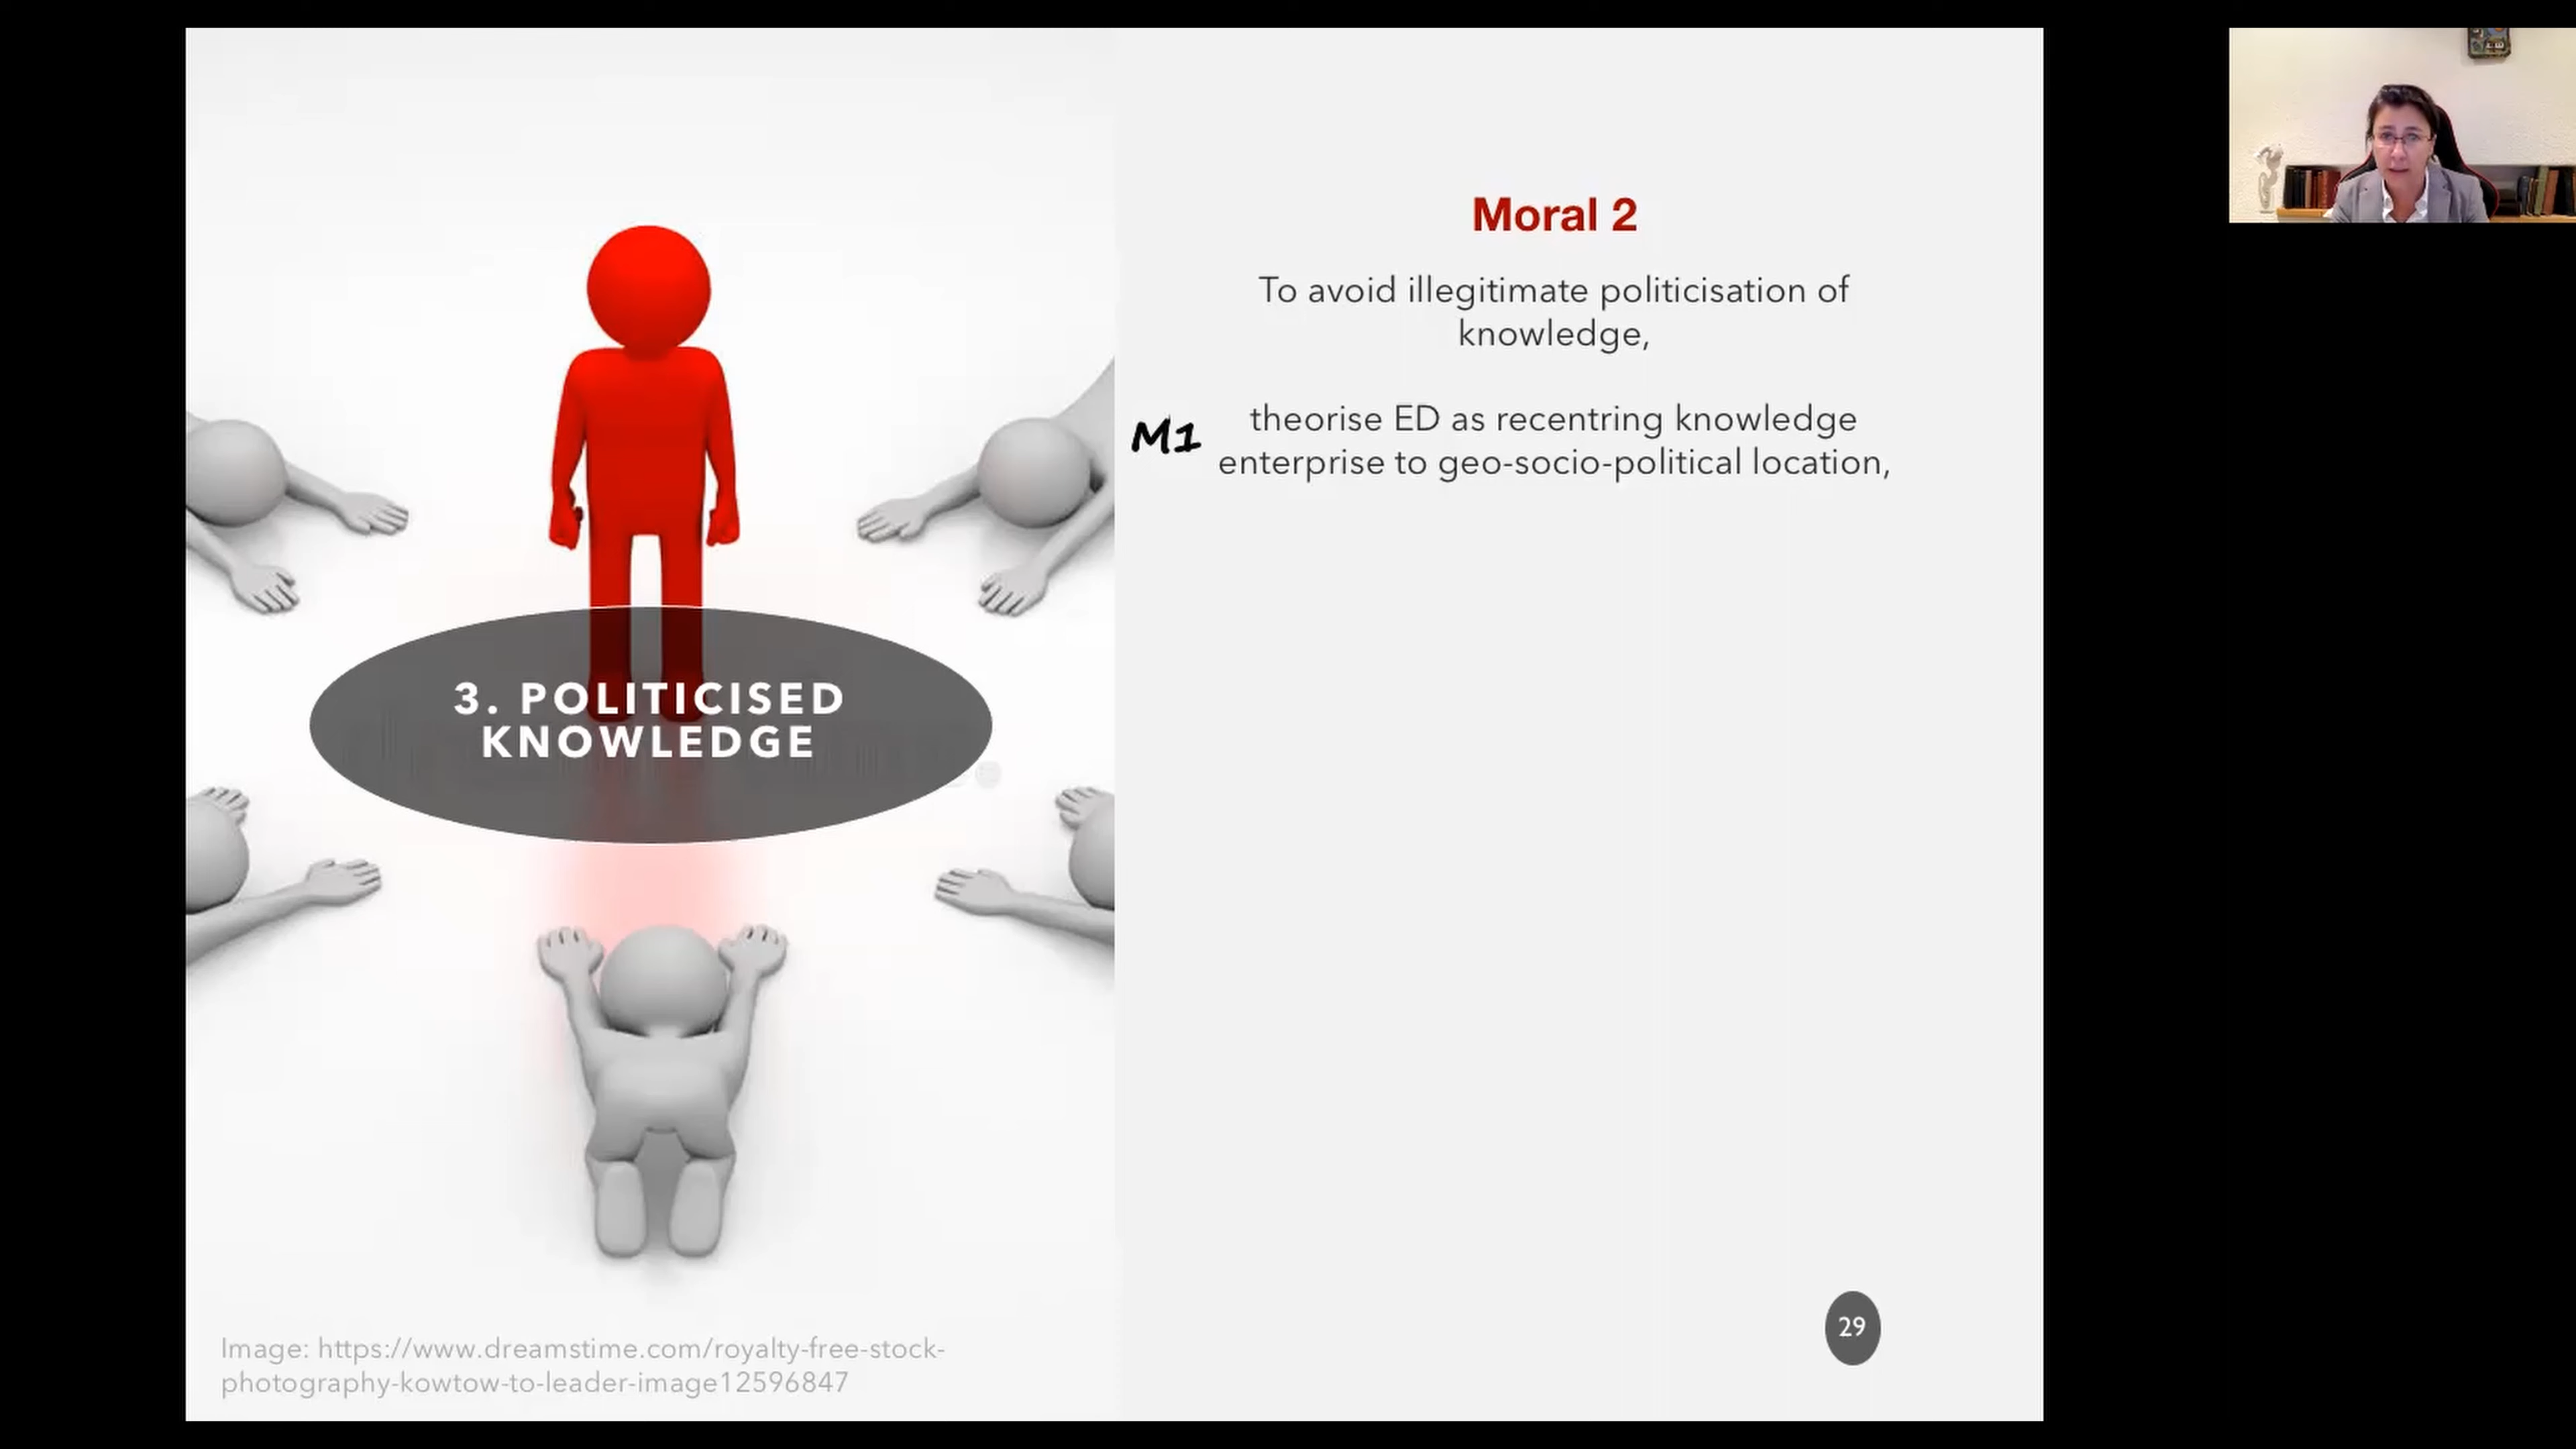 3. POLITICISED
KNOWLEDGE
Image: https://www.dreamstime.com/royalty-free-stock-
photography-kowtow-to-leader-image12596847
Moral 2
To avoid illegitimate politicisation of
knowledge,
M1
theorise ED as recentring knowledge
enterprise to geo-socio-political location,
29